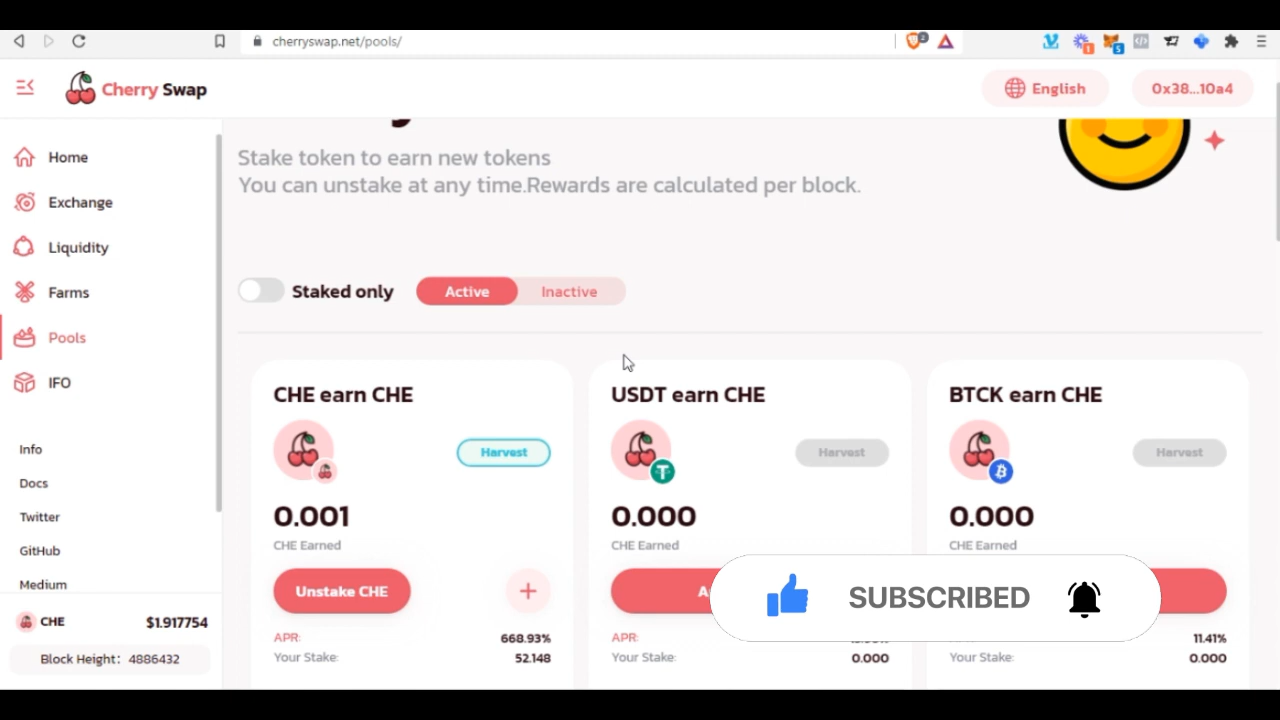 cherryswap.net/pools/
2
1
5
Cherry Swap
English
0x38...10a4
Home
Exchange
Liquidity
Farms
Pools
IFO
Info
Docs
Twitter
GitHub
Medium
CHE
$1.917754
Block Height: 4886432
Stake token to earn new tokens
You can unstake at any time.Rewards are calculated per block.
Staked only
Active
Inactive
CHE earn CHE
Harvest
0.001
CHE Earned
Unstake CHE
+
APR:
668.93%
Your Stake:
52.148
USDT earn CHE
Harvest
0.000
CHE Earned
APR:
Your Stake:
0.000
BTCK earn CHE
Harvest
0.000
CHE Earned
11.41%
Your Stake:
0.000
SUBSCRIBED